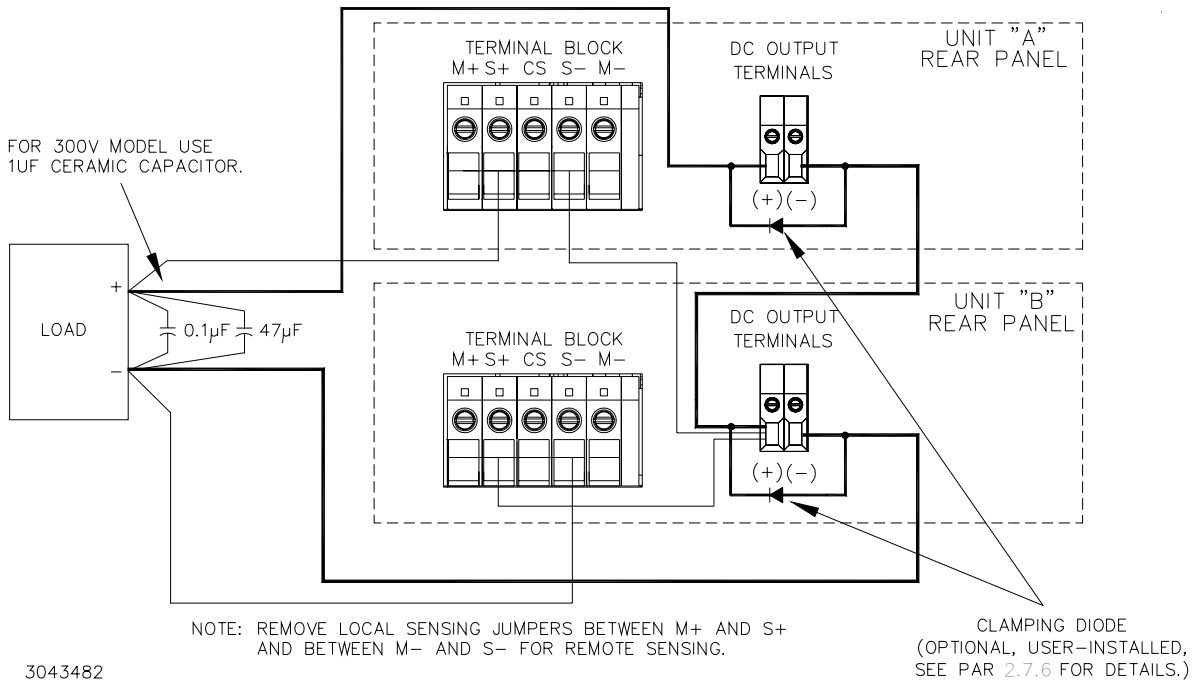 UNIT "A"
REAR PANEL
TERMINAL BLOCK
M+ S+ CS S– M–
DC OUTPUT
TERMINALS
(+)(–)
FOR 300V MODEL USE
1UF CERAMIC CAPACITOR.
LOAD
+
–
0.1µF
47µF
UNIT "B"
REAR PANEL
TERMINAL BLOCK
M+ S+ CS S– M–
DC OUTPUT
TERMINALS
(+)(–)
NOTE: REMOVE LOCAL SENSING JUMPERS BETWEEN M+ AND S+
AND BETWEEN M– AND S– FOR REMOTE SENSING.
CLAMPING DIODE
(OPTIONAL, USER–INSTALLED,
SEE PAR 2.7.6 FOR DETAILS.)
3043482